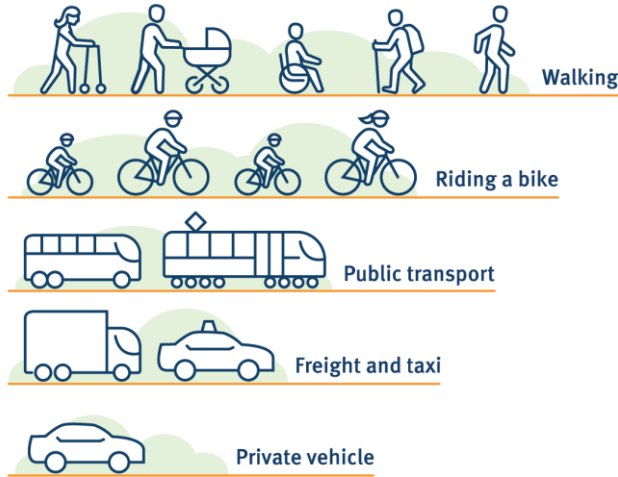 Walking
Riding a bike
Public transport
Freight and taxi
Private vehicle